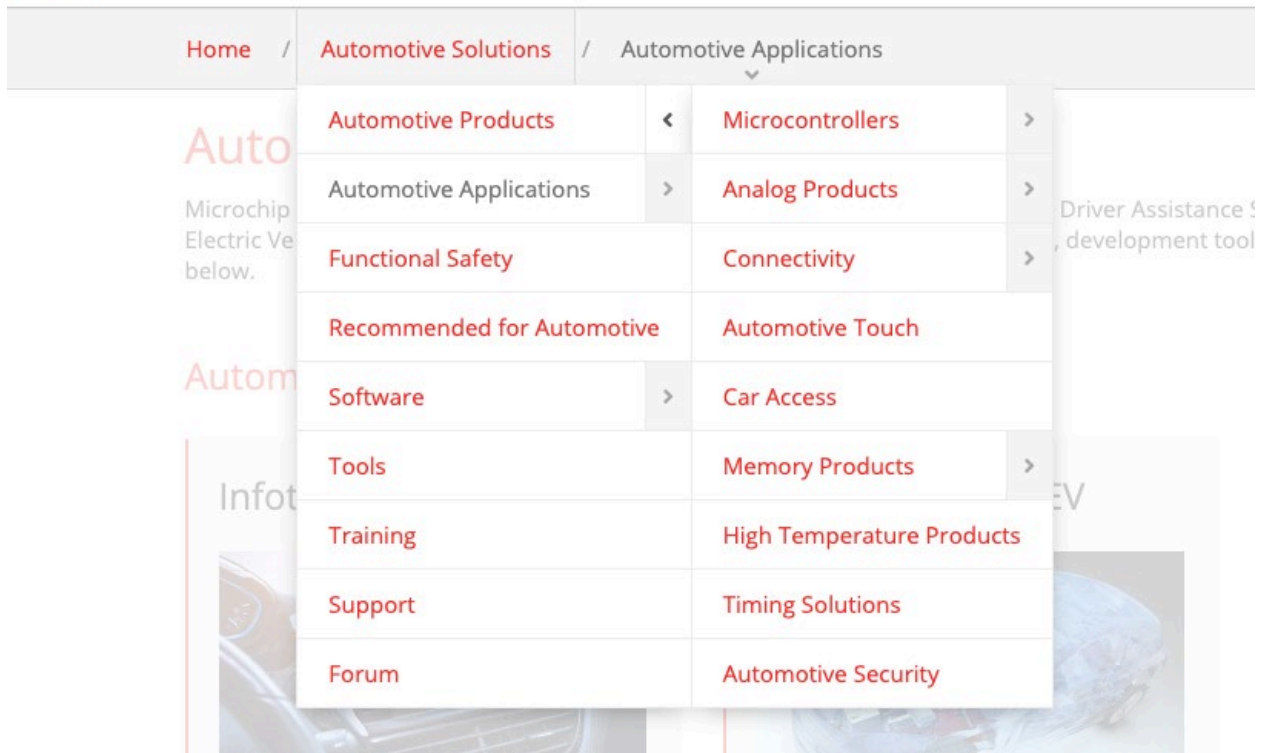 Home / Automotive Solutions / Automotive Applications
Auto
Microchip
Driver Assistance
Electric Ve
, development tool
below.
Autom
Infot
EV
Automotive Products
Automotive Applications
Functional Safety
Recommended for Automotive
Software
Tools
Training
Support
Forum
Microcontrollers
Analog Products
Connectivity
Automotive Touch
Car Access
Memory Products
High Temperature Products
Timing Solutions
Automotive Security